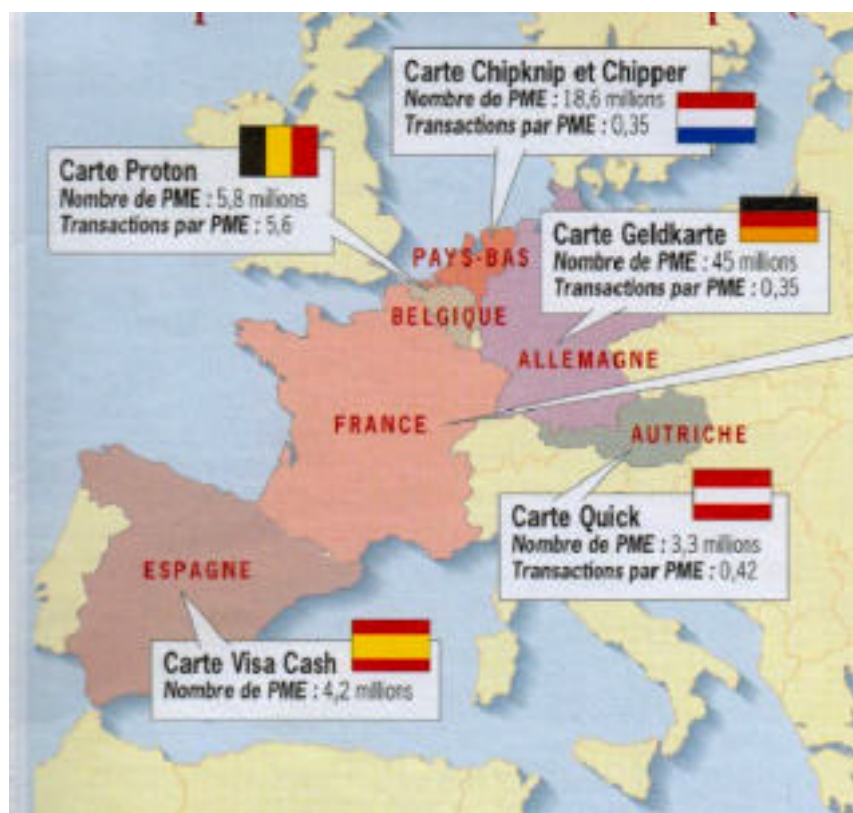 Carte Chipknip et Chipper
Nombre de PME : 18,6 millions
Transactions par PME : 0,35
Carte Proton
Nombre de PME : 5,8 millions
Transactions par PME : 5,6
Carte Geldkarte
Nombre de PME : 45 millions
Transactions par PME : 0,35
PAYS-BAS
BELGIQUE
ALLEMAGNE
FRANCE
AUTRICHE
Carte Quick
Nombre de PME : 3,3 millions
Transactions par PME : 0,42
ESPAGNE
Carte Visa Cash
Nombre de PME : 4,2 millions